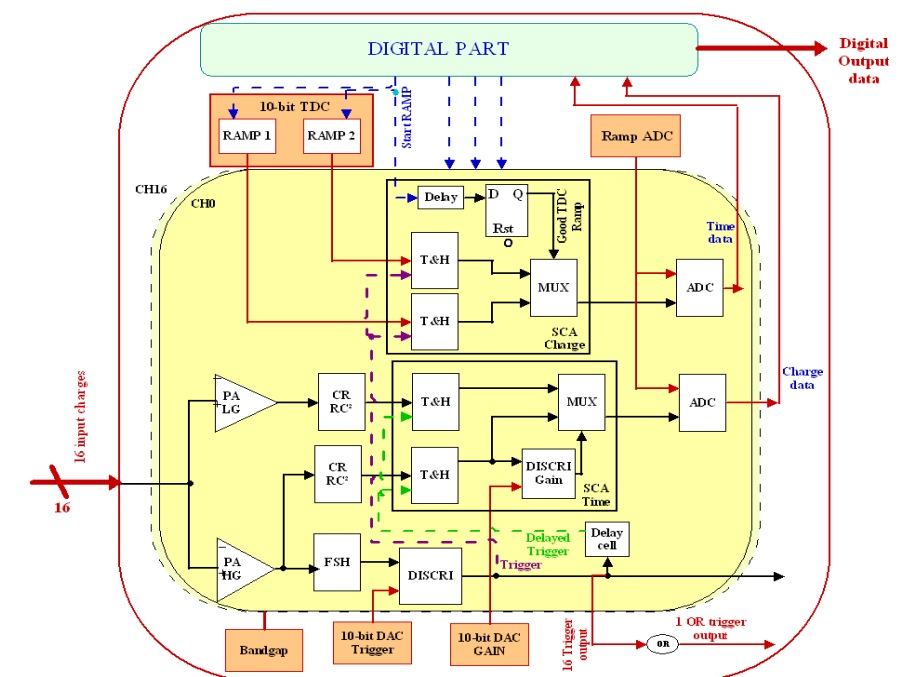 DIGITAL PART
Digital
Output
data
10-bit TDC
RAMP 1
RAMP 2
Start RAMP
Ramp ADC
CH16
CH0
Delay
D Q
Rst
Good TDC
Ramp
T&H
T&H
MUX
SCA
Charge
ADC
Time
data
16 input charges
16
PA
LG
CR
RC²
T&H
MUX
ADC
Charge
data
CR
RC²
T&H
DISCRI
Gain
SCA
Time
Delayed
Trigger
Delay
cell
PA
HG
FSH
DISCRI
Trigger
Bandgap
10-bit DAC
Trigger
10-bit DAC
GAIN
16 Trigger
output
OR
1 OR trigger
output